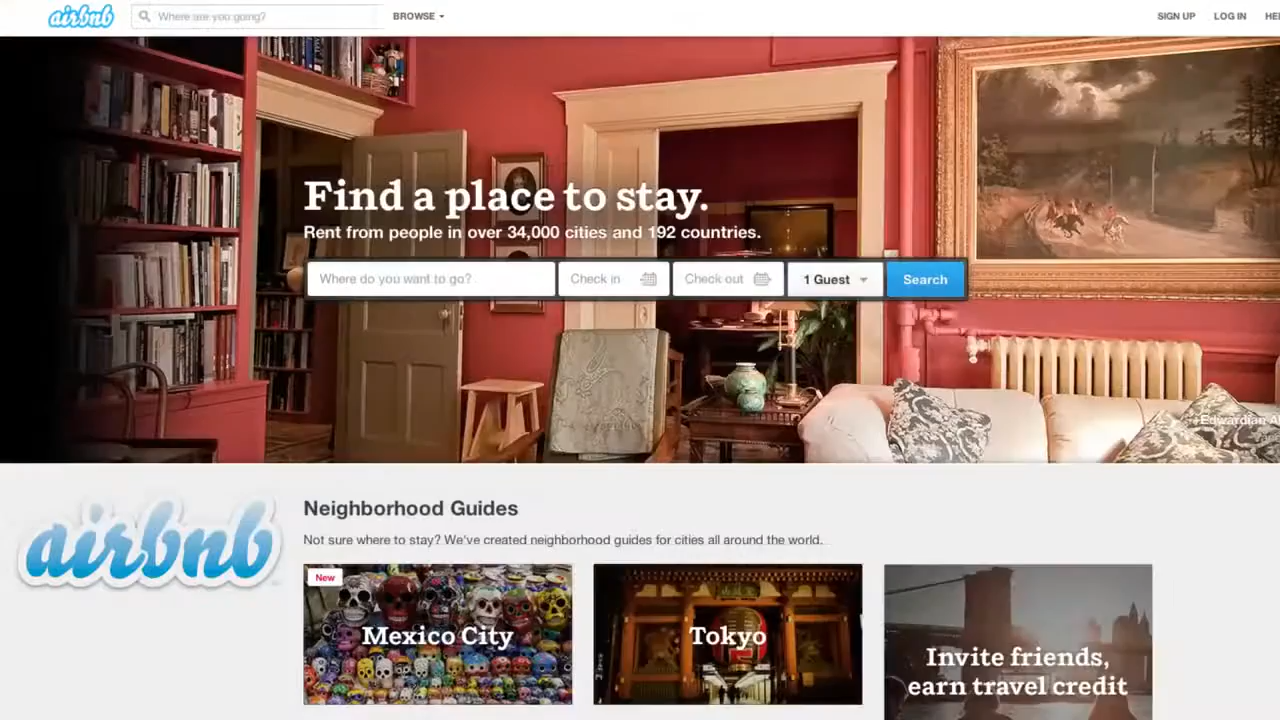 airbnb
Where are you going?
BROWSE
SIGN UP
LOG IN
Find a place to stay.
Rent from people in over 34,000 cities and 192 countries.
Where do you want to go?
Check in
Check out
1 Guest
Search
Edwardian
airbnb
Neighborhood Guides
Not sure where to stay? We've created neighborhood guides for cities all around the world.
New
Mexico City
Tokyo
Invite friends,
earn travel credit